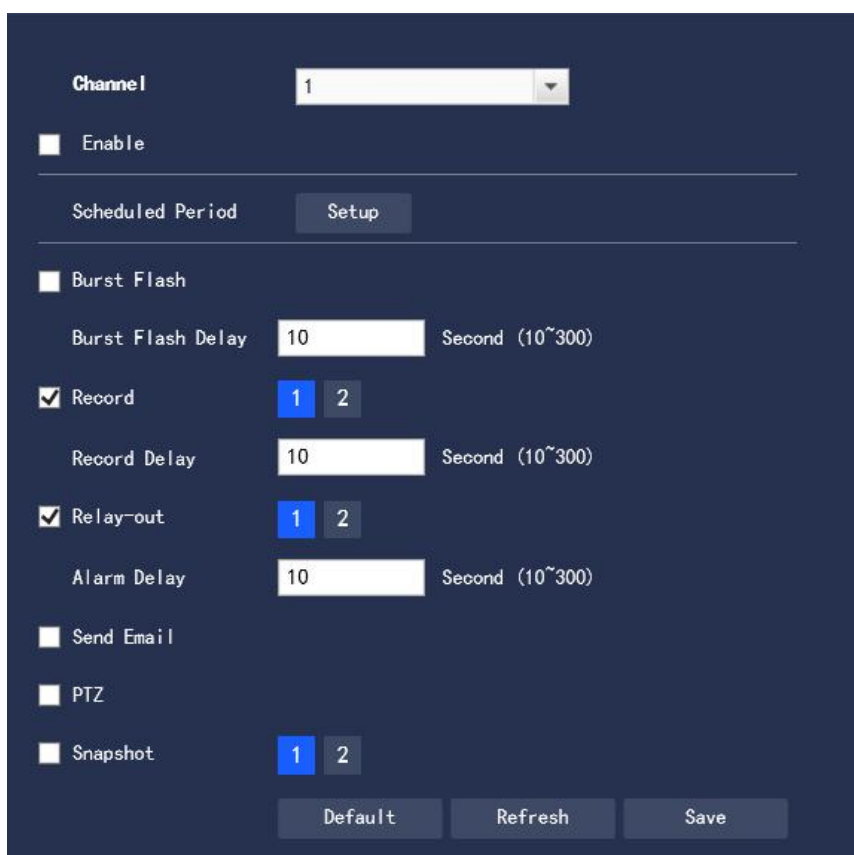 Channel 1
Enable
Scheduled Period Setup
Burst Flash
Burst Flash Delay 10 Second (10~300)
Record 1 2
Record Delay 10 Second (10~300)
Relay-out 1 2
Alarm Delay 10 Second (10~300)
Send Email
PTZ
Snapshot 1 2
Default Refresh Save